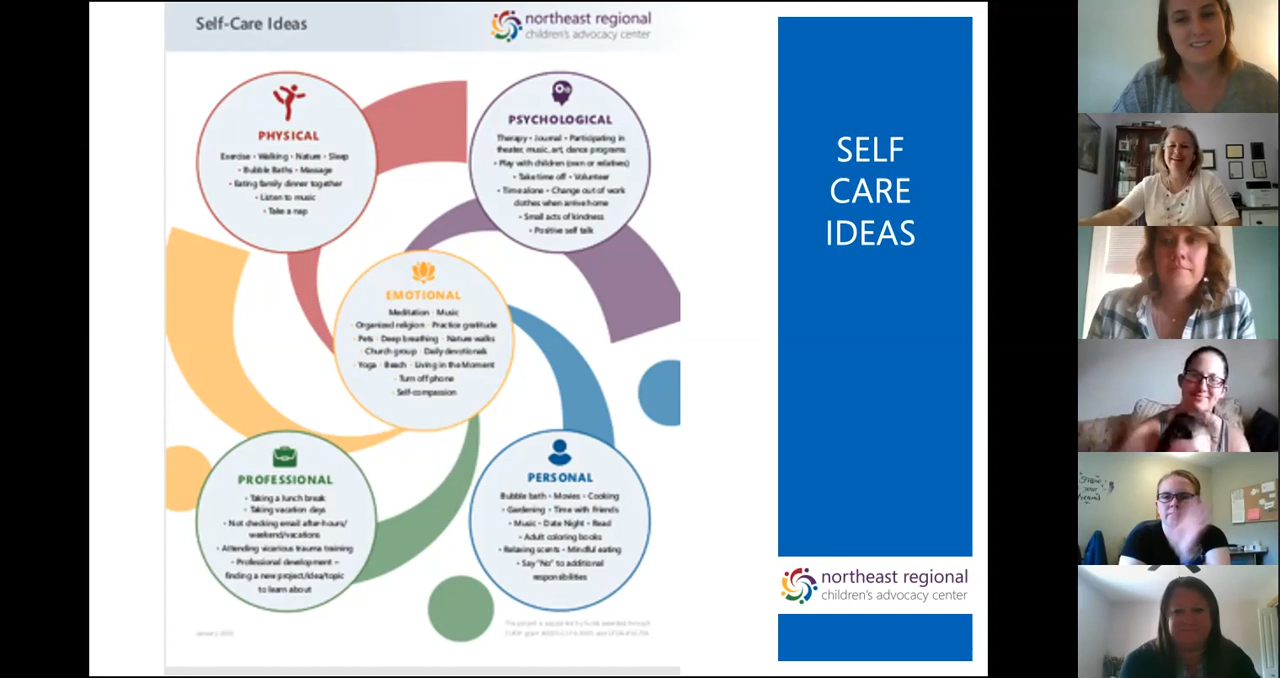 Self-Care Ideas
northeast regional
children's advocacy center
PHYSICAL
Exercise • Walking • Nature • Sleep
• Bubble Baths • Massage
• Eating family dinner together
• Listen to music
• Take a nap
PSYCHOLOGICAL
Therapy • Journal • Participating in
theater, music, art, dance programs
• Play with children (own or relatives)
• Take time off • Volunteer
• Time alone • Change out of work
clothes when arrive home
• Small acts of kindness
• Positive self talk
EMOTIONAL
Meditation · Music
· Organized religion · Practice gratitude
· Pets · Deep breathing · Nature walks
· Church group · Daily devotionals
· Yoga · Beach · Living in the Moment
· Turn off phone
· Self-compassion
PROFESSIONAL
• Taking a lunch break
• Taking vacation days
• Not checking email after-hours/
weekend/vacations
• Attending vicarious trauma training
• Professional development –
finding a new project/idea/topic
to learn about
PERSONAL
Bubble bath • Movies • Cooking
• Gardening • Time with friends
• Music • Date Night • Read
• Adult coloring books
• Relaxing scents • Mindful eating
• Say "No" to additional
responsibilities
SELF
CARE
IDEAS
northeast regional
children's advocacy center